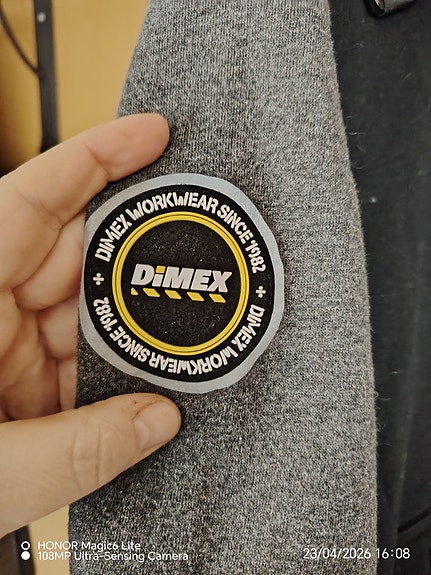 DIMEX WORKWEAR SINCE 1982
+
DiMEX
+
DIMEX WORKWEAR SINCE 1982
HONOR Magic6 Lite
108MP Ultra-Sensing Camera
23/04/2026 16:08